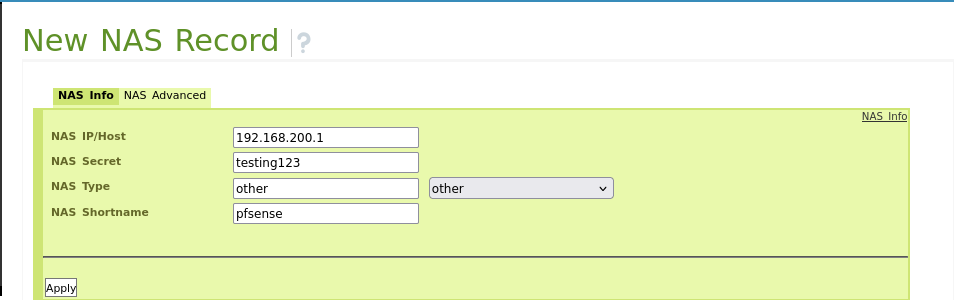 New NAS Record ?
NAS Info NAS Advanced
NAS Info
NAS IP/Host 192.168.200.1
NAS Secret testing123
NAS Type other other
NAS Shortname pfsense
Apply